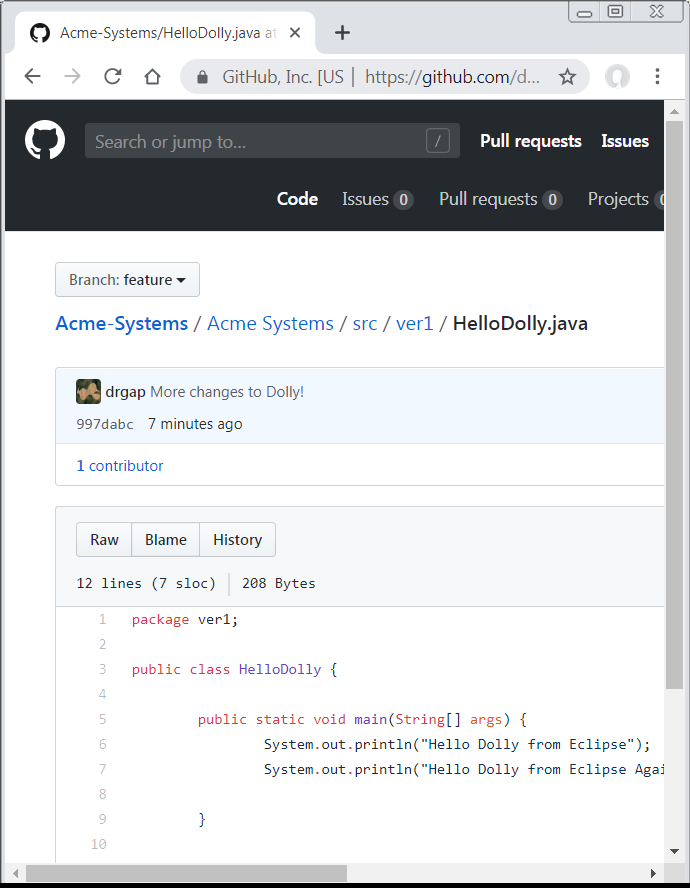 Acme-Systems/HelloDolly.java at
GitHub, Inc. [US | https://github.com/d...
Search or jump to... /
Pull requests Issues
Code Issues 0 Pull requests 0 Projects
Branch: feature
Acme-Systems / Acme Systems / src / ver1 / HelloDolly.java
drgap More changes to Dolly!
997dabc 7 minutes ago
1 contributor
Raw Blame History
12 lines (7 sloc) | 208 Bytes
1 package ver1;
2
3 public class HelloDolly {
4
5 public static void main(String[] args) {
6 System.out.println("Hello Dolly from Eclipse");
7 System.out.println("Hello Dolly from Eclipse Agai
8
9 }
10